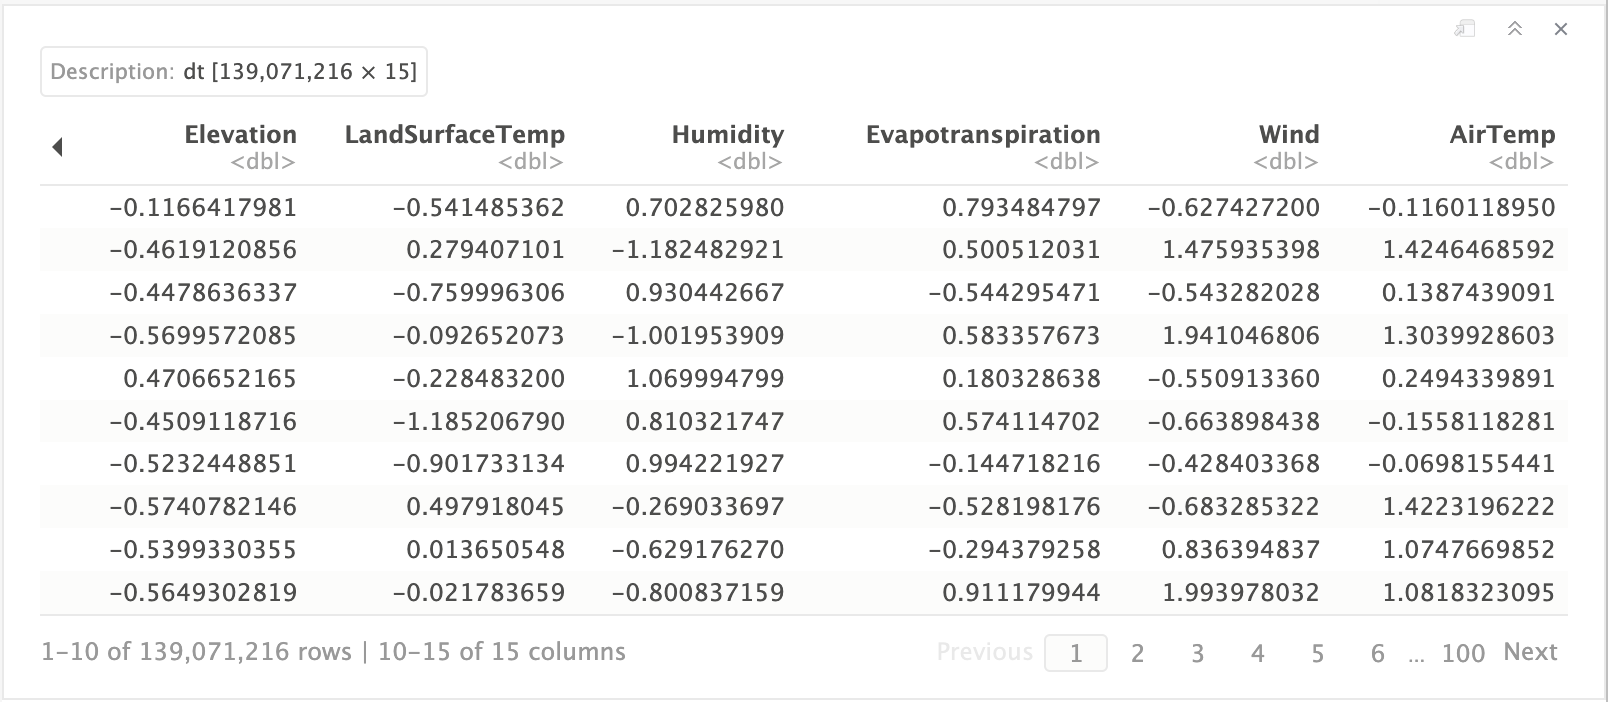 Description: dt [139,071,216 × 15]
Elevation LandSurfaceTemp Humidity Evapotranspiration Wind AirTemp
<dbl> <dbl> <dbl> <dbl> <dbl> <dbl>
−0.1166417981 −0.541485362 0.702825980 0.793484797 −0.627427200 −0.1160118950
−0.4619120856 0.279407101 −1.182482921 0.500512031 1.475935398 1.4246468592
−0.4478636337 −0.759996306 0.930442667 −0.544295471 −0.543282028 0.1387439091
−0.5699572085 −0.092652073 −1.001953909 0.583357673 1.941046806 1.3039928603
0.4706652165 −0.228483200 1.069994799 0.180328638 −0.550913360 0.2494339891
−0.4509118716 −1.185206790 0.810321747 0.574114702 −0.663898438 −0.1558118281
−0.5232448851 −0.901733134 0.994221927 −0.144718216 −0.428403368 −0.0698155441
−0.5740782146 0.497918045 −0.269033697 −0.528198176 −0.683285322 1.4223196222
−0.5399330355 0.013650548 −0.629176270 −0.294379258 0.836394837 1.0747669852
−0.5649302819 −0.021783659 −0.800837159 0.911179944 1.993978032 1.0818323095
1–10 of 139,071,216 rows | 10–15 of 15 columns Previous 1 2 3 4 5 6 ... 100 Next